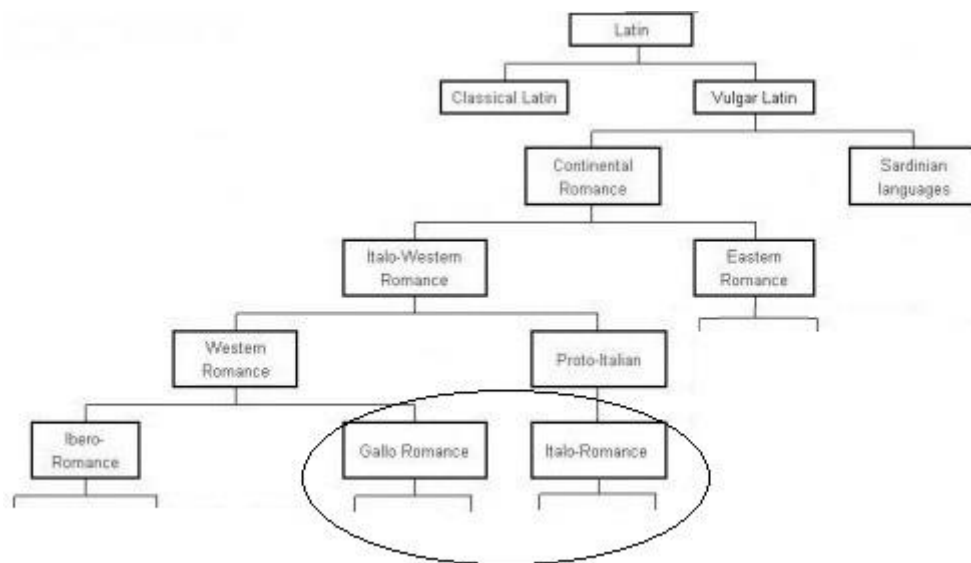 Latin
Classical Latin
Vulgar Latin
Continental
Romance
Sardinian
languages
Italo-Western
Romance
Eastern
Romance
Western
Romance
Proto-Italian
Ibero-
Romance
Gallo Romance
Italo-Romance